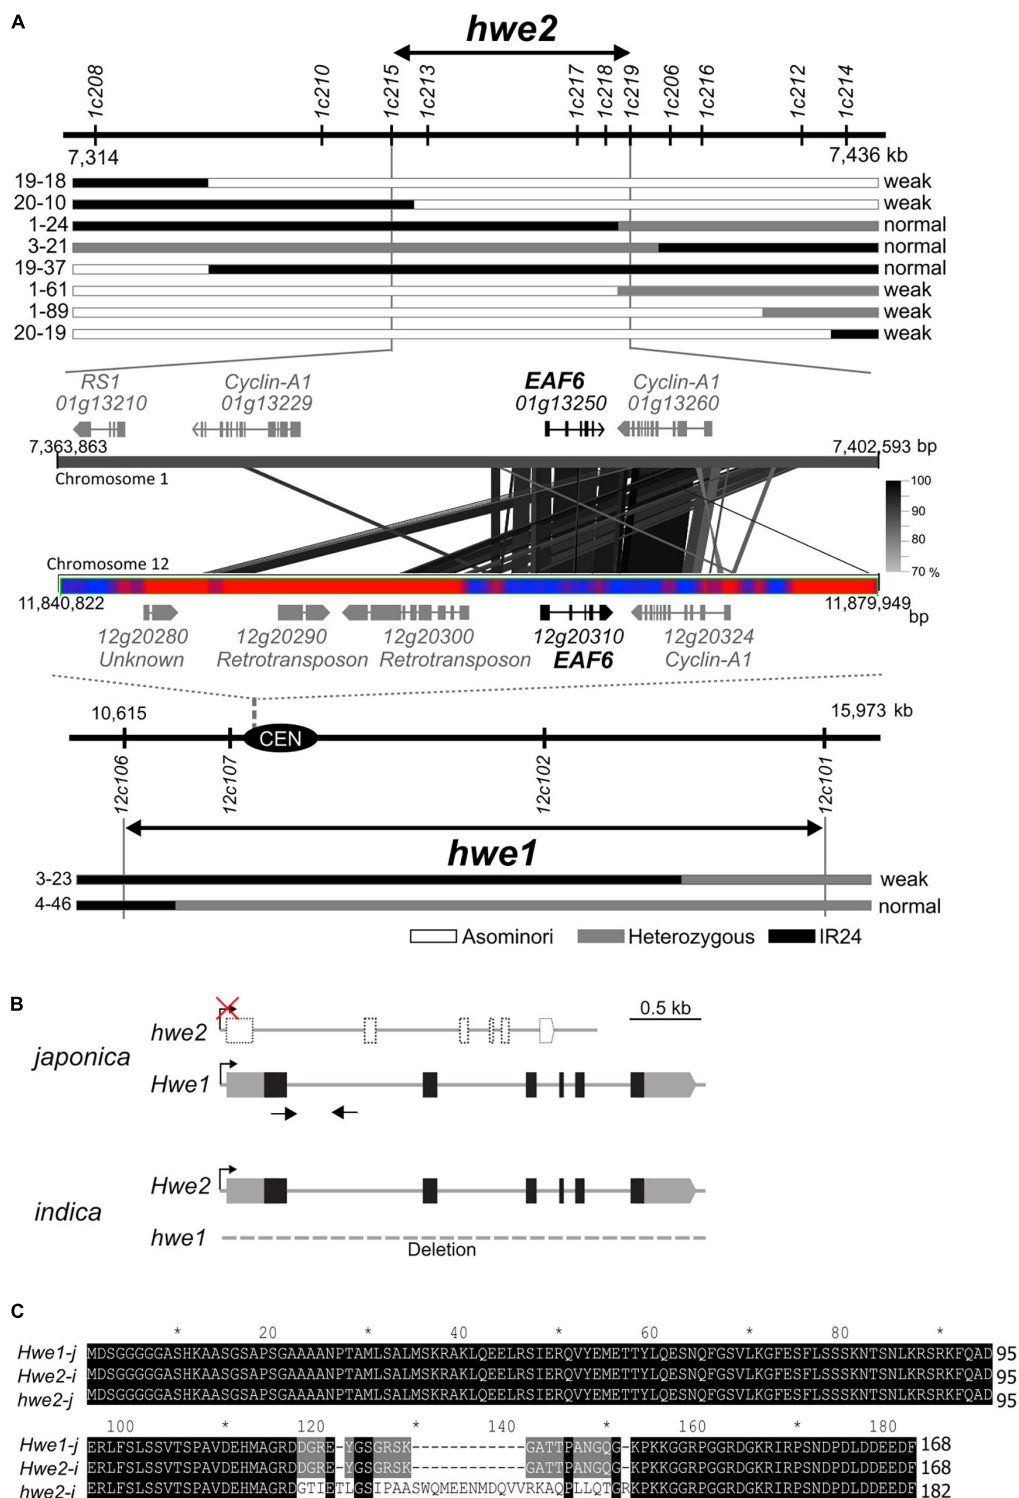 A
hwe2
1c208 1c210 1c215 1c213 1c217 1c218 1c219 1c206 1c216 1c212 1c214
7,314 7,436 kb
19-18 weak
20-10 weak
1-24 normal
3-21 normal
19-37 normal
1-61 weak
1-89 weak
20-19 weak
RS1 Cyclin-A1 EAF6 Cyclin-A1
01g13210 01g13229 01g13250 01g13260
7,363,863 7,402,593 bp
Chromosome 1
100
90
80
70 %
Chromosome 12
11,840,822 11,879,949 bp
12g20280 12g20290 12g20300 12g20310 12g20324
Unknown Retrotransposon Retrotransposon EAF6 Cyclin-A1
10,615 15,973 kb
CEN
12c106 12c107 12c102 12c101
hwe1
3-23 weak
4-46 normal
Asominori Heterozygous IR24
B
0.5 kb
hwe2
japonica
Hwe1
Hwe2
indica
hwe1
Deletion
C
* 20 * 40 * 60 * 80 *
Hwe1-j MDSGGGGGASHKAASGSAPSGAAAANPTAMLSALMSKRAKLQEELRSIERQVYEMETTYLQESNQFGSVLKGFESFLSSSKNTSNLKRSRKFQAD 95
Hwe2-i MDSGGGGGASHKAASGSAPSGAAAANPTAMLSALMSKRAKLQEELRSIERQVYEMETTYLQESNQFGSVLKGFESFLSSSKNTSNLKRSRKFQAD 95
hwe2-j MDSGGGGGASHKAASGSAPSGAAAANPTAMLSALMSKRAKLQEELRSIERQVYEMETTYLQESNQFGSVLKGFESFLSSSKNTSNLKRSRKFQAD 95
100 * 120 * 140 * 160 * 180
Hwe1-j ERLFSLSSVTSPAVDEHMAGRDDGRE-YGSGRSK------------GATTPANGQG-KPKKGGRPGGRDGKRIRPSNDPDLDDEEDF 168
Hwe2-i ERLFSLSSVTSPAVDEHMAGRDDGRE-YGSGRSK------------GATTPANGQG-KPKKGGRPGGRDGKRIRPSNDPDLDDEEDF 168
hwe2-j ERLFSLSSVTSPAVDEHMAGRDGTIETLGSIPAASWQMEENMDQVVRKAQPLLQTGRKPKKGGRPGGRDGKRIRPSNDPDLDDEEDF 182